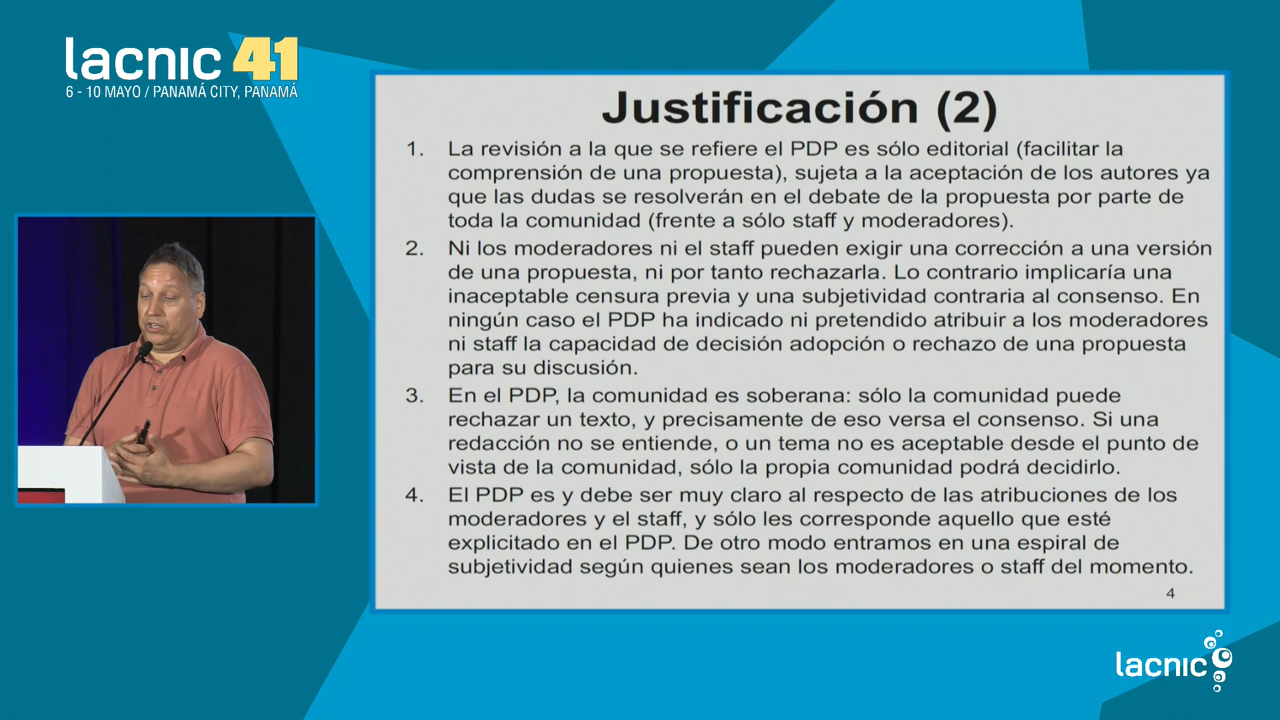 lacnic 41
6 - 10 MAYO / PANAMÁ CITY, PANAMÁ
Justificación (2)
1. La revisión a la que se refiere el PDP es sólo editorial (facilitar la
comprensión de una propuesta), sujeta a la aceptación de los autores ya
que las dudas se resolverán en el debate de la propuesta por parte de
toda la comunidad (frente a sólo staff y moderadores).
2. Ni los moderadores ni el staff pueden exigir una corrección a una versión
de una propuesta, ni por tanto rechazarla. Lo contrario implicaría una
inaceptable censura previa y una subjetividad contraria al consenso. En
ningún caso el PDP ha indicado ni pretendido atribuir a los moderadores
ni staff la capacidad de decisión adopción o rechazo de una propuesta
para su discusión.
3. En el PDP, la comunidad es soberana: sólo la comunidad puede
rechazar un texto, y precisamente de eso versa el consenso. Si una
redacción no se entiende, o un tema no es aceptable desde el punto de
vista de la comunidad, sólo la propia comunidad podrá decidirlo.
4. El PDP es y debe ser muy claro al respecto de las atribuciones de los
moderadores y el staff, y sólo les corresponde aquello que esté
explicitado en el PDP. De otro modo entramos en una espiral de
subjetividad según quienes sean los moderadores o staff del momento.
4
lacnic